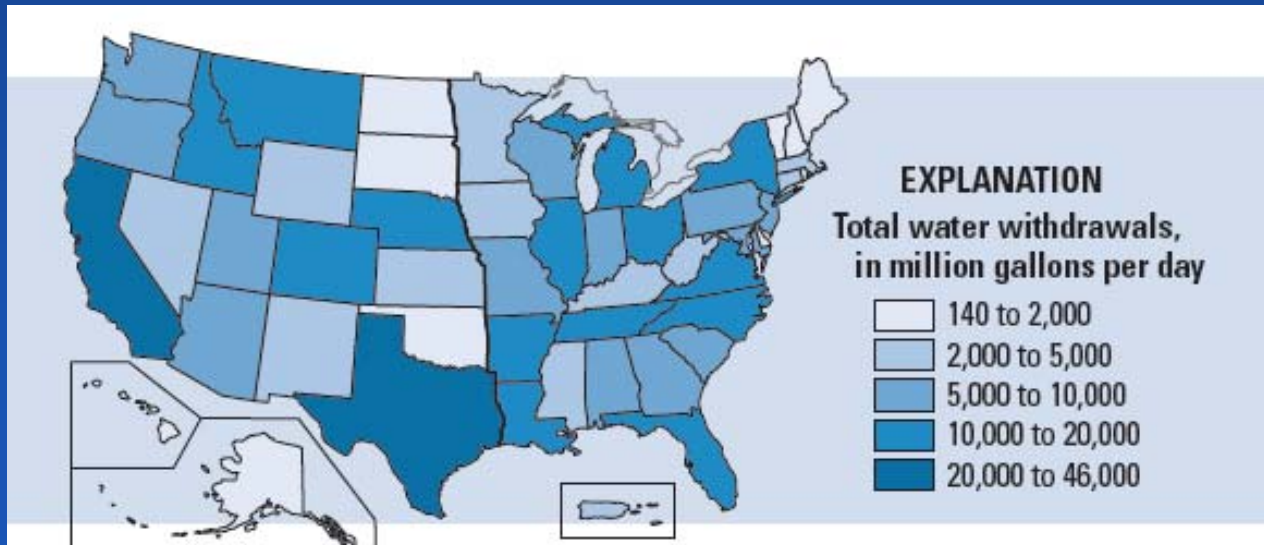 EXPLANATION
Total water withdrawals,
in million gallons per day
140 to 2,000
2,000 to 5,000
5,000 to 10,000
10,000 to 20,000
20,000 to 46,000